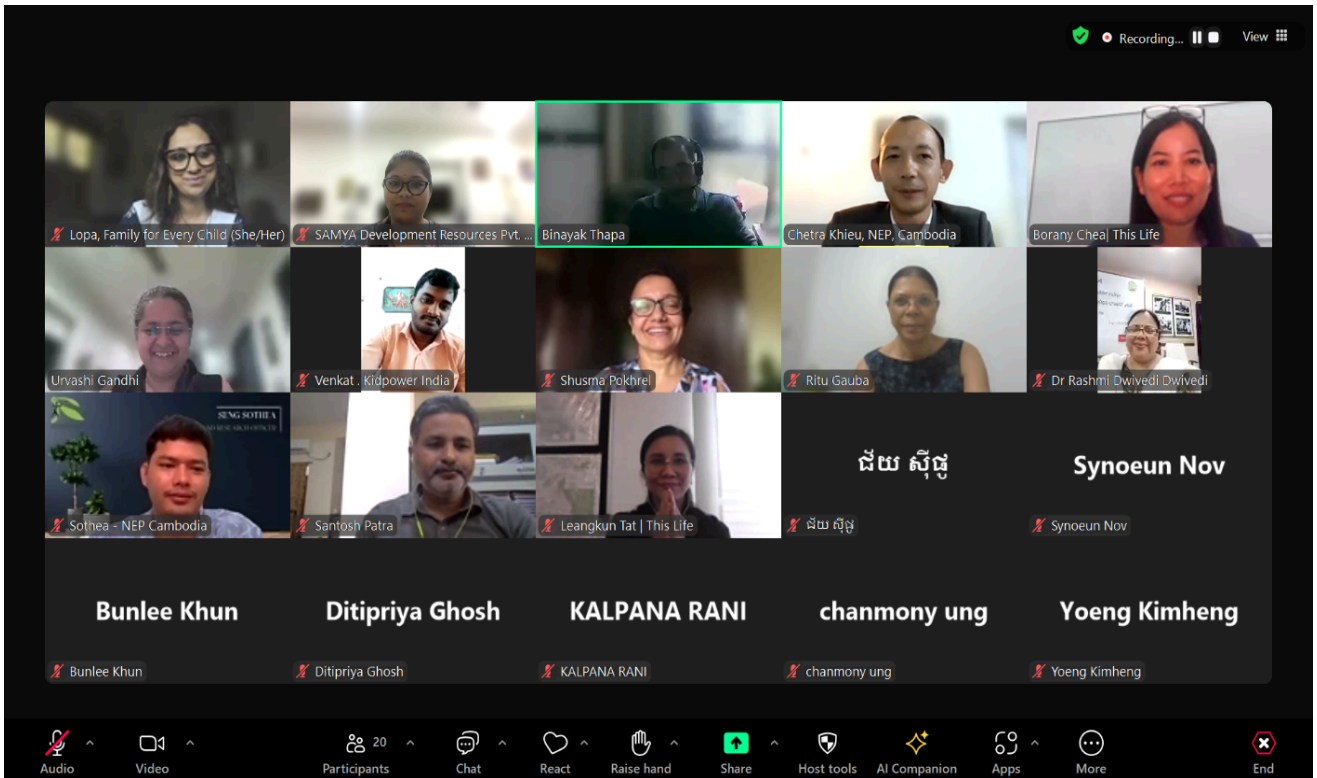 Recording...
View
Lopa, Family for Every Child (She/Her)
SAMYA Development Resources Pvt. ...
Binayak Thapa
Chetra Khieu, NEP, Cambodia
Borany Chea| This Life
Urvashi Gandhi
Venkat . Kidpower India
Shusma Pokhrel
Ritu Gauba
Dr Rashmi Dwivedi Dwivedi
SENG SOTHEA
Sothea - NEP Cambodia
Santosh Patra
Leangkun Tat | This Life
ជ័យ ស៊ីផូ
ជ័យ ស៊ីផូ
Synoeun Nov
Synoeun Nov
Bunlee Khun
Bunlee Khun
Ditipriya Ghosh
Ditipriya Ghosh
KALPANA RANI
KALPANA RANI
chanmony ung
chanmony ung
Yoeng Kimheng
Yoeng Kimheng
Audio
Video
20
Participants
Chat
React
Raise hand
Share
Host tools
AI Companion
Apps
More
End